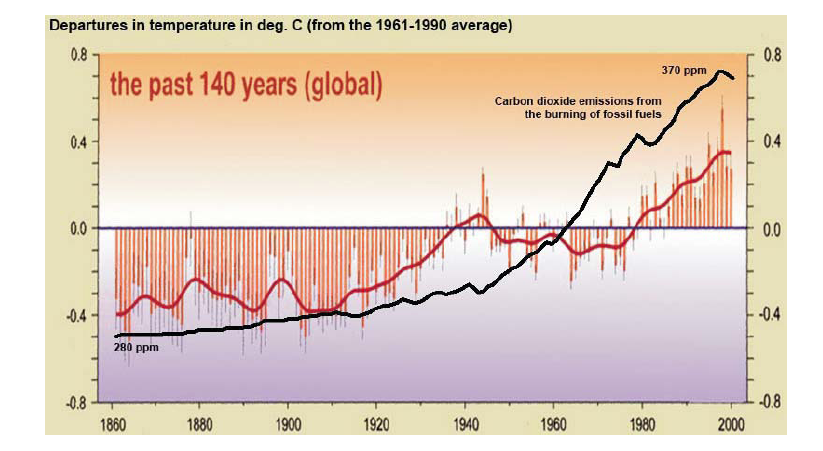 Departures in temperature in deg. C (from the 1961-1990 average)
0.8 0.8
the past 140 years (global)
370 ppm
Carbon dioxide emissions from
the burning of fossil fuels
0.4 0.4
0.0 0.0
-0.4 -0.4
280 ppm
-0.8 -0.8
1860 1880 1900 1920 1940 1960 1980 2000